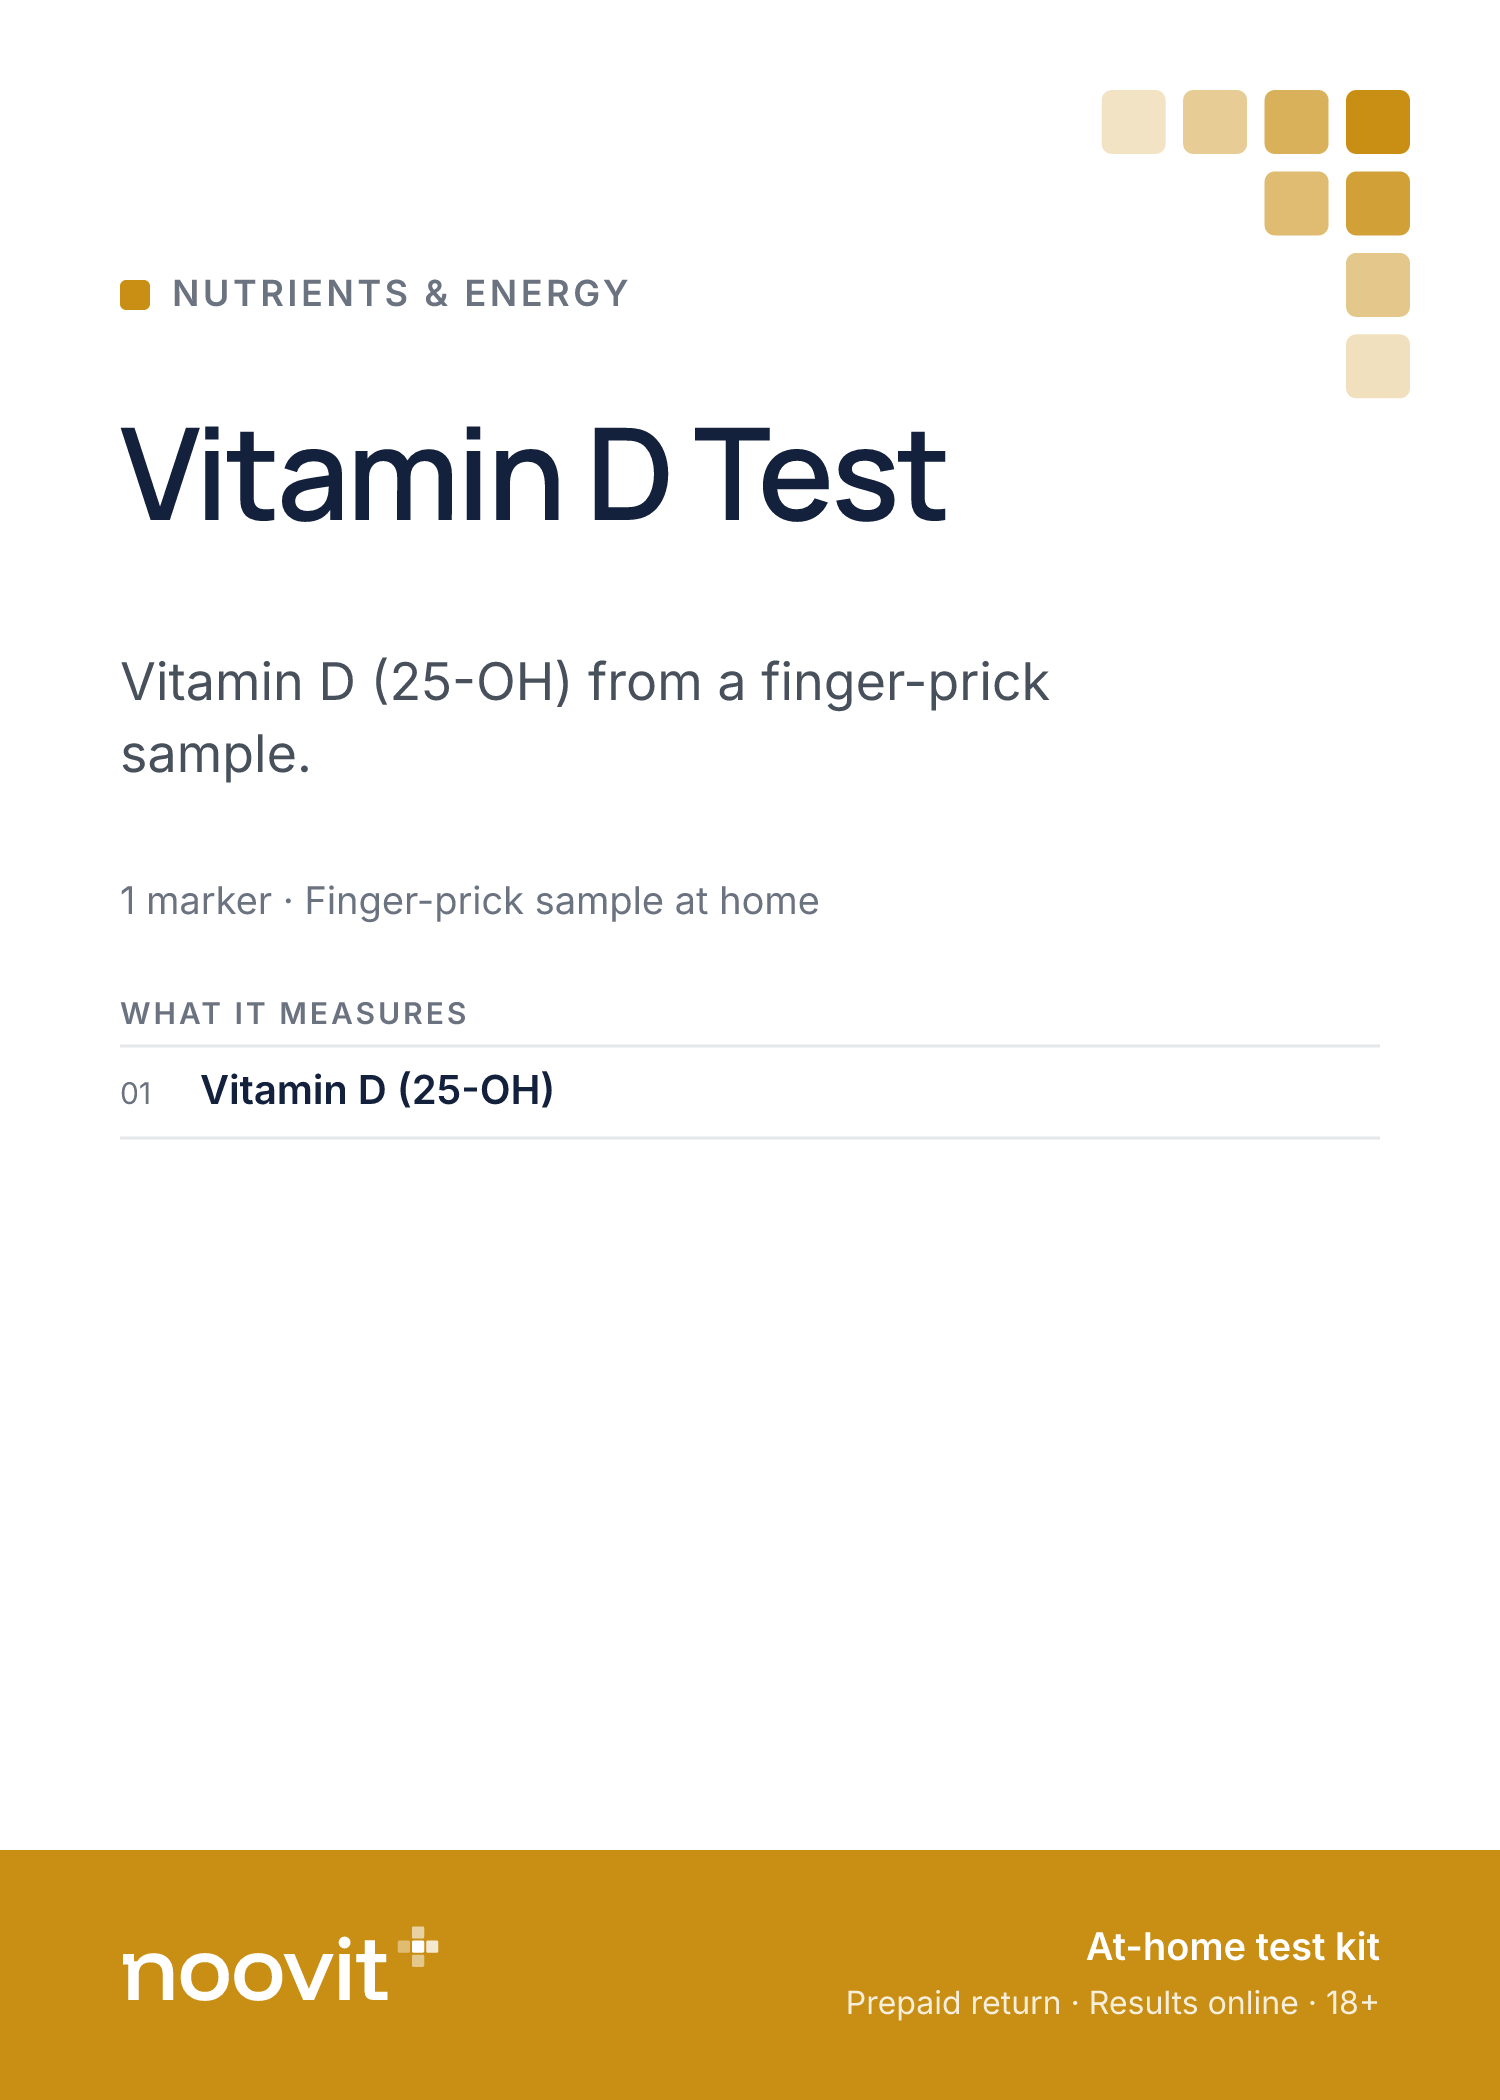 NUTRIENTS & ENERGY
Vitamin D Test
Vitamin D (25-OH) from a finger-prick
sample.
1 marker · Finger-prick sample at home
WHAT IT MEASURES
01 Vitamin D (25-OH)
noovit
At-home test kit
Prepaid return · Results online · 18+